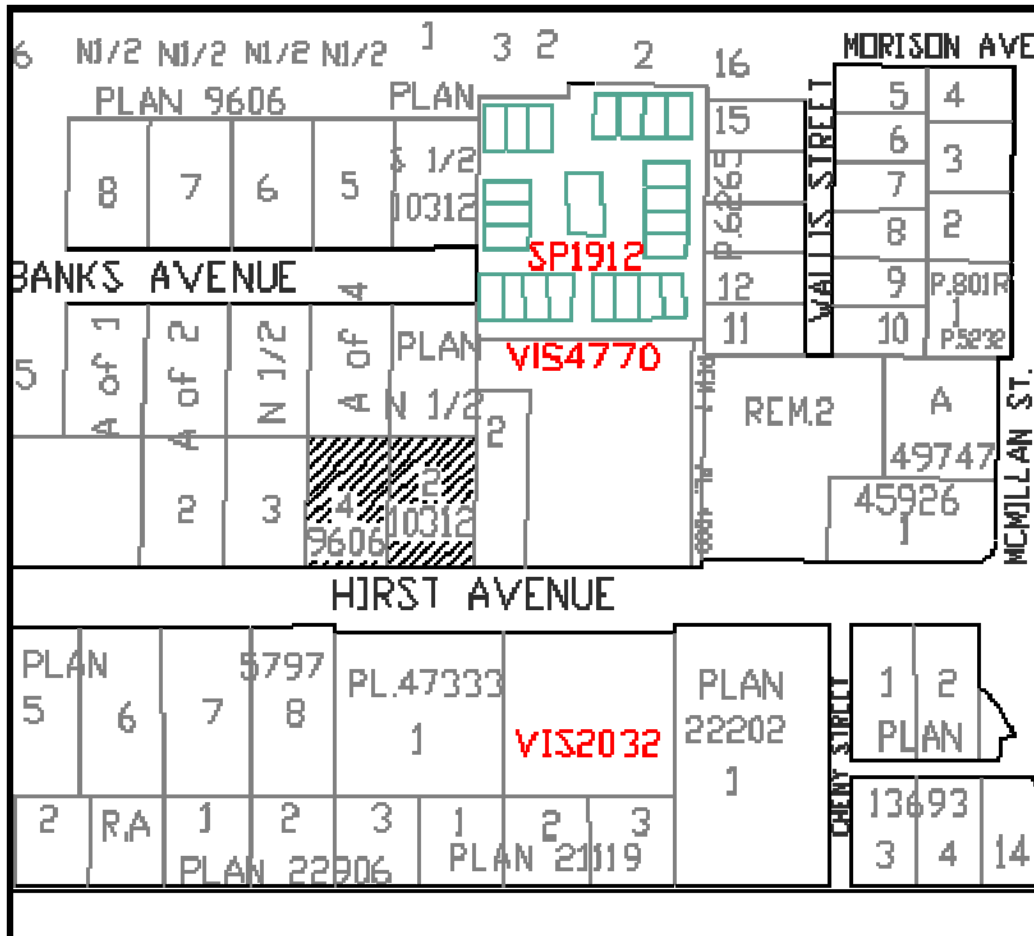 6 N1/2 N1/2 N1/2 N1/2 1 3 2 2 16 MORISON AVE
PLAN 9606 PLAN
15 5 4
8 7 6 5 S 1/2
10312
6 3
7
8 2
WALLIS STREET
SP1912
BANKS AVENUE
12 9 P.801R
1
11 10 P.5232
5 A of 1 A of 2 N 1/2 A of 4 PLAN
N 1/2
VIS4770
2
REM.2 A
49747
MCMILLAN ST.
2 3 4 2
9606 10312
45926
1
HIRST AVENUE
PLAN 5797
5 6 7 8
PL.47333
1
VIS2032
PLAN
22202
1
CHENY STREET
1 2
PLAN
2 R.A 1 2 3 1 2 3
PLAN 22906 PLAN 21119
13693
3 4 14